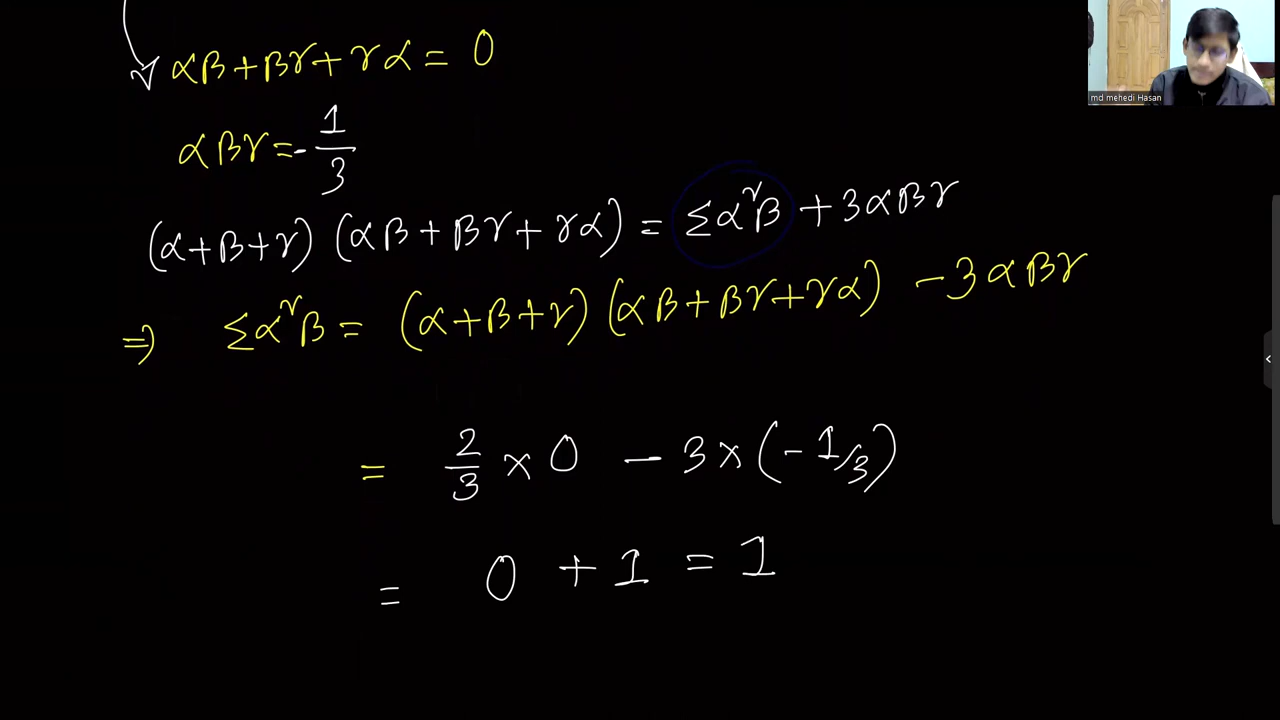 αβ+βγ+γα = 0
md mehedi Hasan
αβγ = - 1/3
(α+β+γ) (αβ+βγ+γα) = Σα²β + 3αβγ
⇒ Σα²β = (α+β+γ) (αβ+βγ+γα) - 3αβγ
= 2/3 × 0 - 3 × (-1/3)
= 0 + 1 = 1